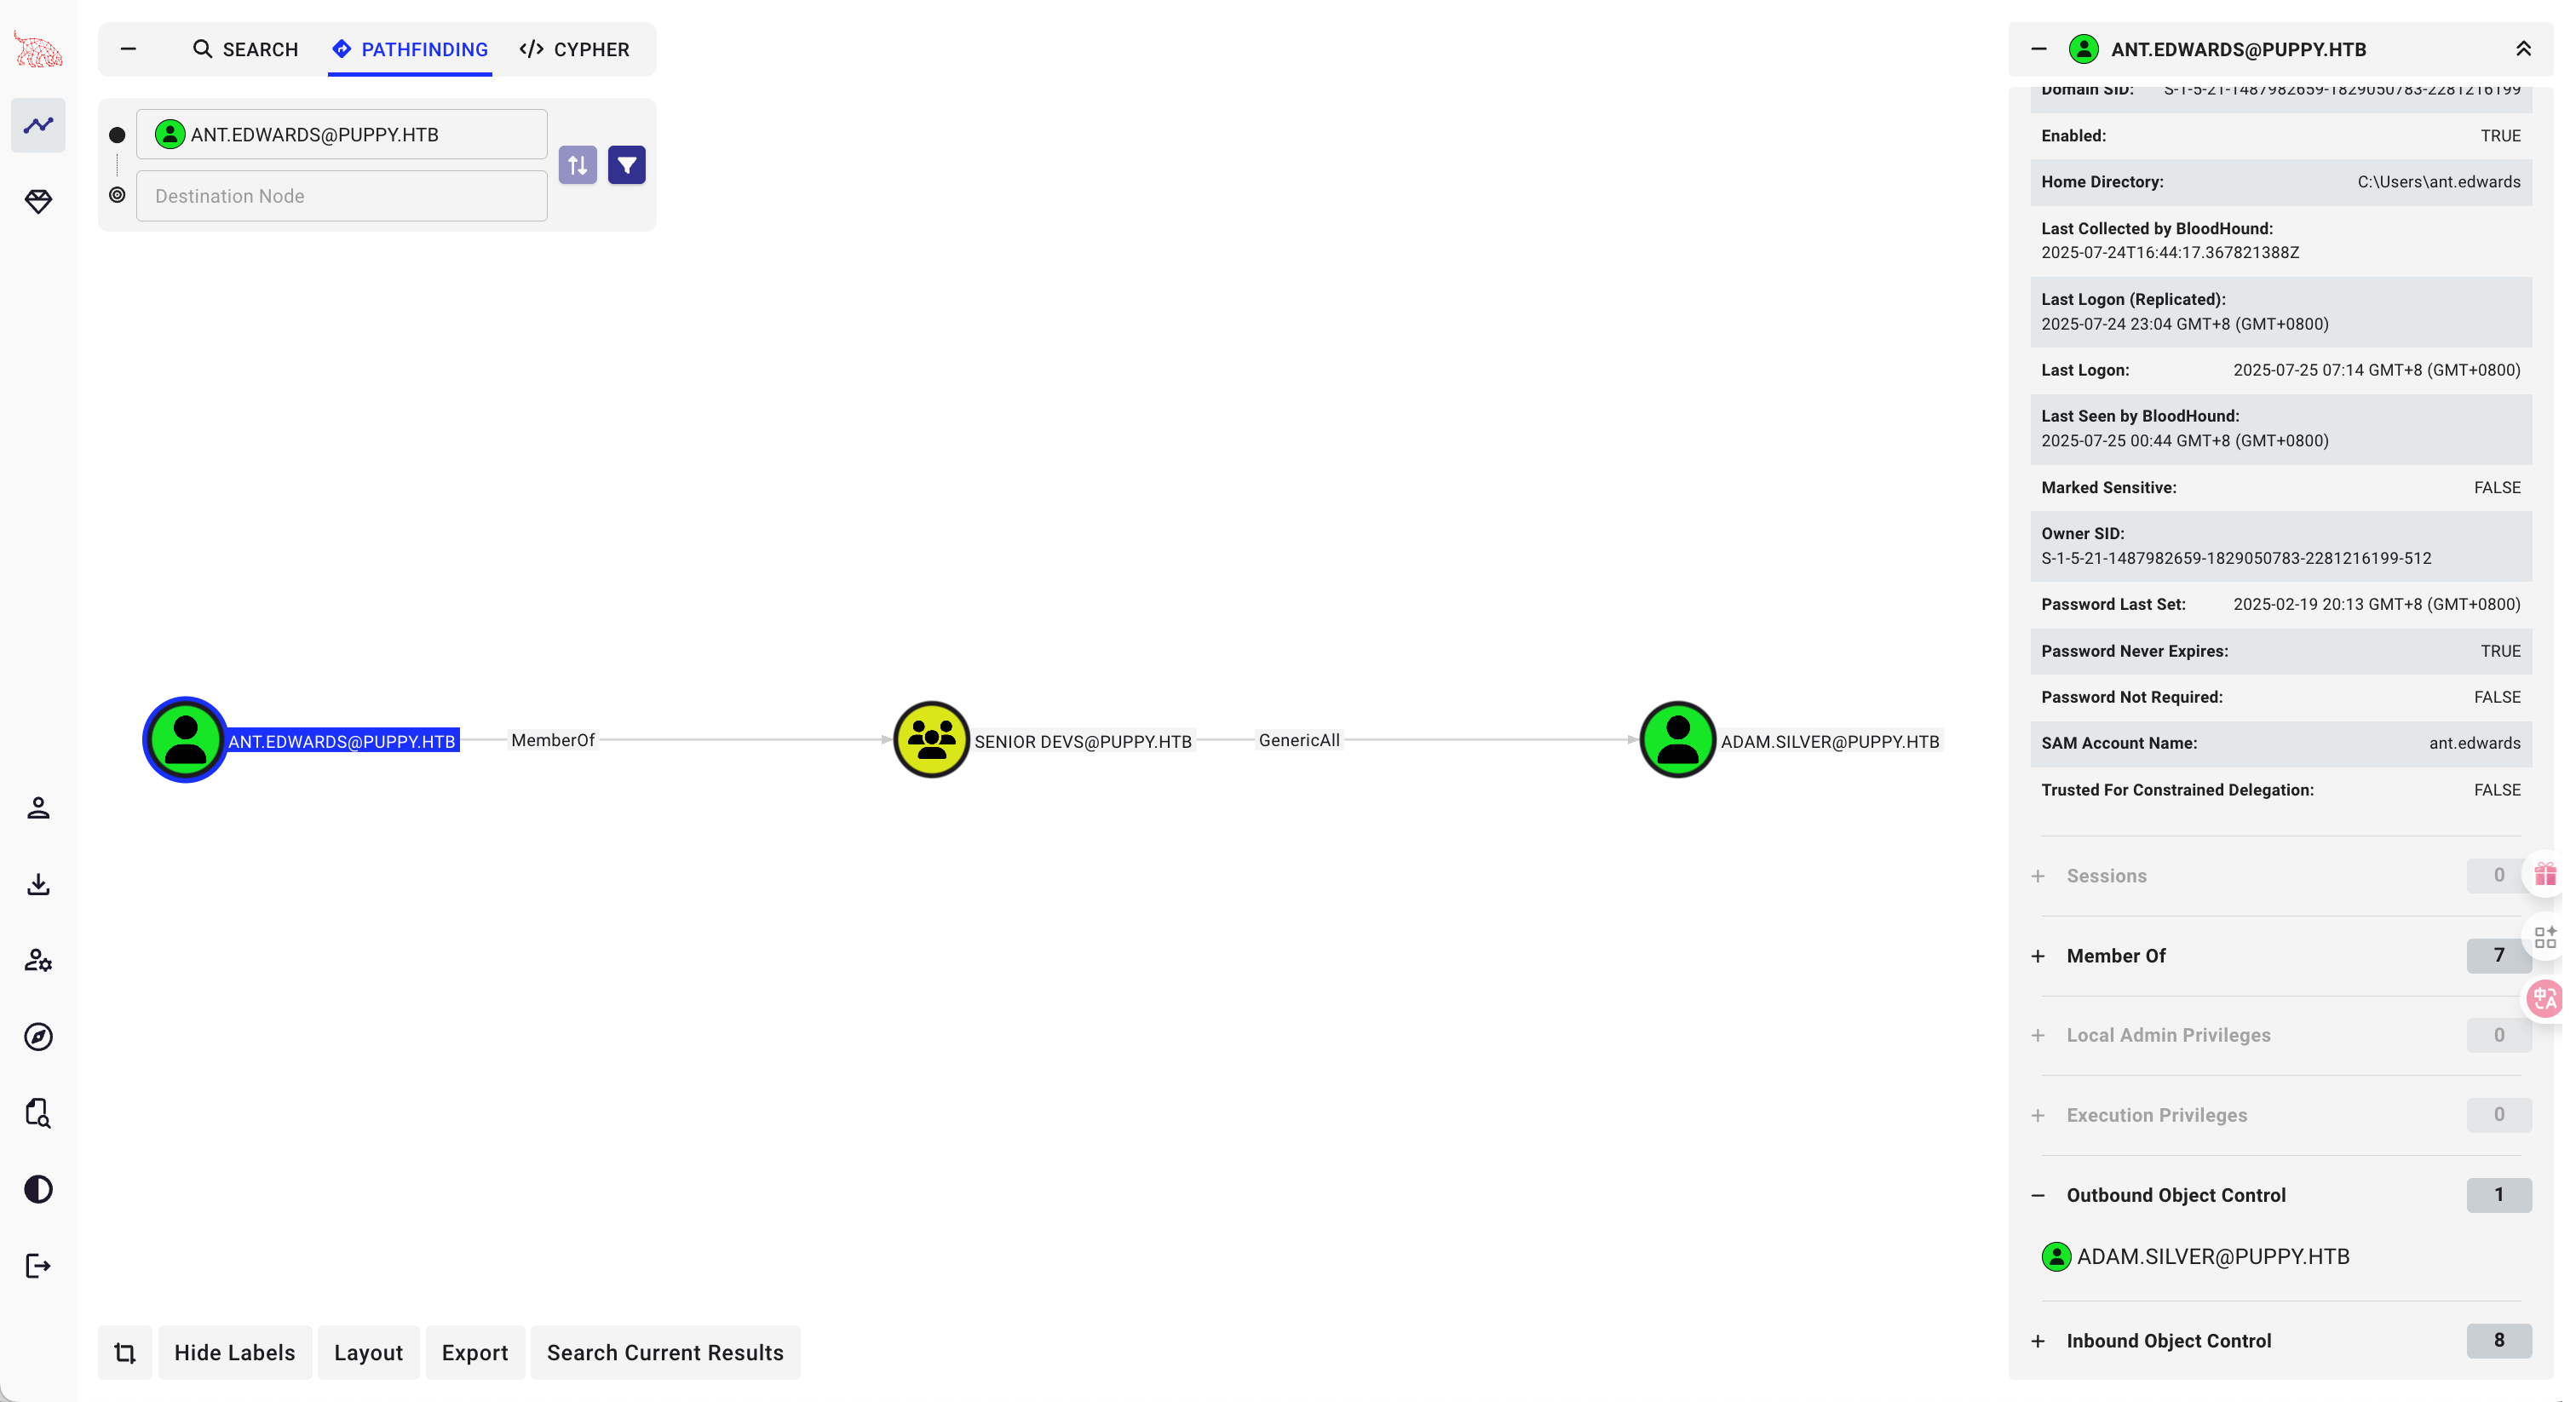 SEARCH
PATHFINDING
CYPHER
ANT.EDWARDS@PUPPY.HTB
Destination Node
ANT.EDWARDS@PUPPY.HTB
MemberOf
SENIOR DEVS@PUPPY.HTB
GenericAll
ADAM.SILVER@PUPPY.HTB
Hide Labels
Layout
Export
Search Current Results
ANT.EDWARDS@PUPPY.HTB
Domain SID: S-1-5-21-1487982659-1829050783-2281216199
Enabled: TRUE
Home Directory: C:\Users\ant.edwards
Last Collected by BloodHound:
2025-07-24T16:44:17.367821388Z
Last Logon (Replicated):
2025-07-24 23:04 GMT+8 (GMT+0800)
Last Logon: 2025-07-25 07:14 GMT+8 (GMT+0800)
Last Seen by BloodHound:
2025-07-25 00:44 GMT+8 (GMT+0800)
Marked Sensitive: FALSE
Owner SID:
S-1-5-21-1487982659-1829050783-2281216199-512
Password Last Set: 2025-02-19 20:13 GMT+8 (GMT+0800)
Password Never Expires: TRUE
Password Not Required: FALSE
SAM Account Name: ant.edwards
Trusted For Constrained Delegation: FALSE
Sessions 0
Member Of 7
Local Admin Privileges 0
Execution Privileges 0
Outbound Object Control 1
ADAM.SILVER@PUPPY.HTB
Inbound Object Control 8
中A